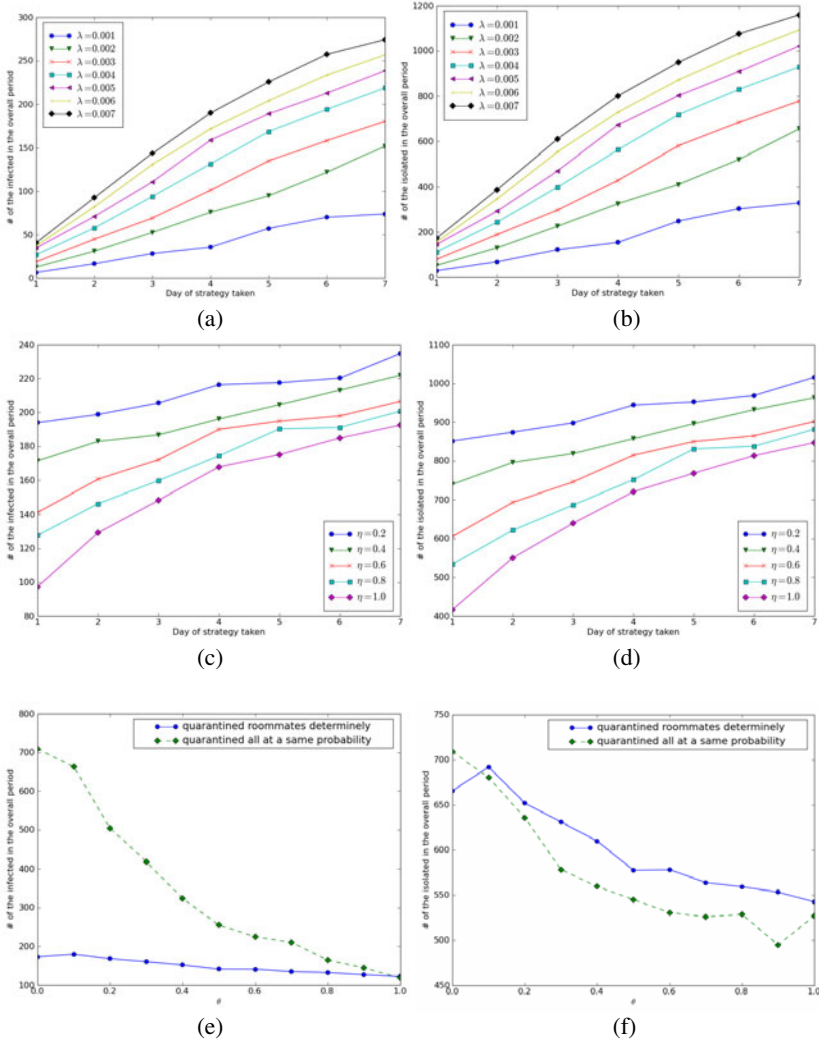 300
250
200
150
100
50
0
# of the infected in the overall period
λ=0.001
λ=0.002
λ=0.003
λ=0.004
λ=0.005
λ=0.006
λ=0.007
1 2 3 4 5 6 7
Day of strategy taken
(a)
1200
1000
800
600
400
200
0
# of the isolated in the overall period
λ=0.001
λ=0.002
λ=0.003
λ=0.004
λ=0.005
λ=0.006
λ=0.007
1 2 3 4 5 6 7
Day of strategy taken
(b)
240
220
200
180
160
140
120
100
80
# of the infected in the overall period
η=0.2
η=0.4
η=0.6
η=0.8
η=1.0
1 2 3 4 5 6 7
Day of strategy taken
(c)
1100
1000
900
800
700
600
500
400
# of the isolated in the overall period
η=0.2
η=0.4
η=0.6
η=0.8
η=1.0
1 2 3 4 5 6 7
Day of strategy taken
(d)
800
700
600
500
400
300
200
100
# of the infected in the overall period
quarantined roommates determinely
quarantined all at a same probability
0.0 0.2 0.4 0.6 0.8 1.0
θ
(e)
750
700
650
600
550
500
450
# of the isolated in the overall period
quarantined roommates determinely
quarantined all at a same probability
0.0 0.2 0.4 0.6 0.8 1.0
θ
(f)